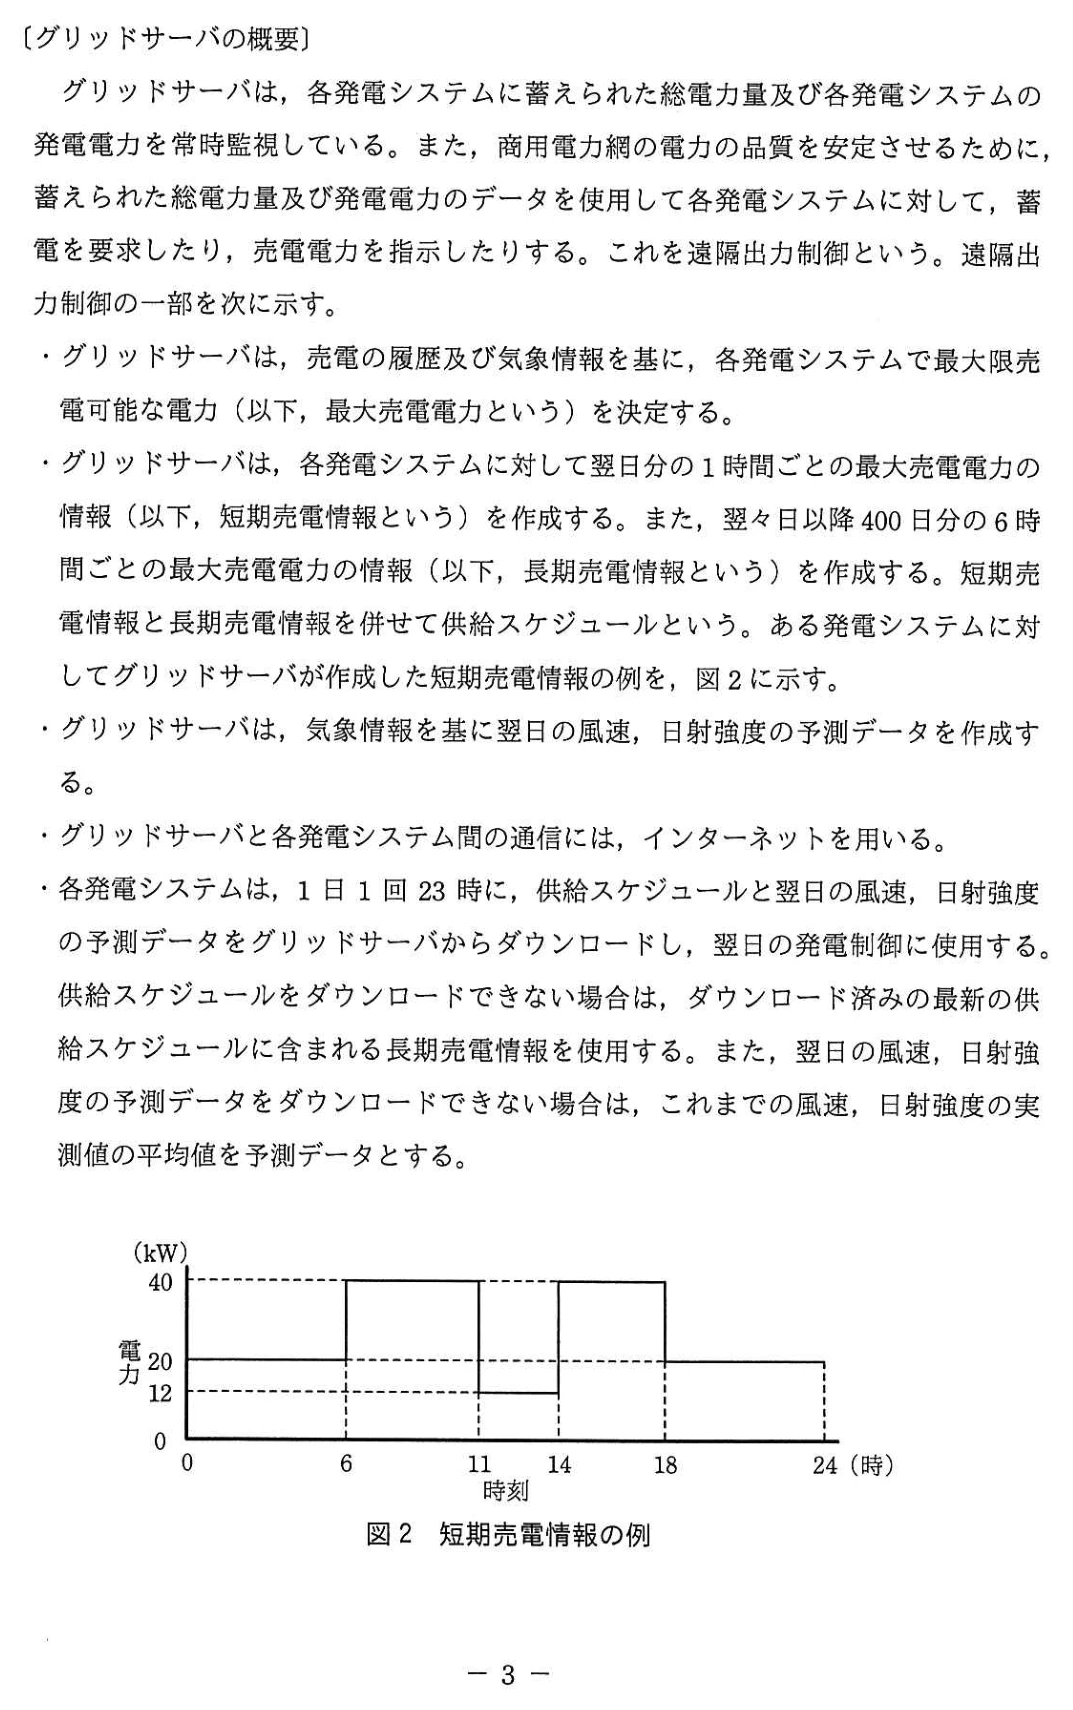 〔グリッドサーバの概要〕
グリッドサーバは，各発電システムに蓄えられた総電力量及び各発電システムの
発電電力を常時監視している。また，商用電力網の電力の品質を安定させるために，
蓄えられた総電力量及び発電電力のデータを使用して各発電システムに対して，蓄
電を要求したり，売電電力を指示したりする。これを遠隔出力制御という。遠隔出
力制御の一部を次に示す。
・グリッドサーバは，売電の履歴及び気象情報を基に，各発電システムで最大限売
電可能な電力（以下，最大売電電力という）を決定する。
・グリッドサーバは，各発電システムに対して翌日分の1時間ごとの最大売電電力の
情報（以下，短期売電情報という）を作成する。また，翌々日以降400日分の6時
間ごとの最大売電電力の情報（以下，長期売電情報という）を作成する。短期売
電情報と長期売電情報を併せて供給スケジュールという。ある発電システムに対
してグリッドサーバが作成した短期売電情報の例を，図2に示す。
・グリッドサーバは，気象情報を基に翌日の風速，日射強度の予測データを作成す
る。
・グリッドサーバと各発電システム間の通信には，インターネットを用いる。
・各発電システムは，1日1回23時に，供給スケジュールと翌日の風速，日射強度
の予測データをグリッドサーバからダウンロードし，翌日の発電制御に使用する。
供給スケジュールをダウンロードできない場合は，ダウンロード済みの最新の供
給スケジュールに含まれる長期売電情報を使用する。また，翌日の風速，日射強
度の予測データをダウンロードできない場合は，これまでの風速，日射強度の実
測値の平均値を予測データとする。
（kW）
40
電力
20
12
0
0 6 11 14 18 24（時）
時刻
図2 短期売電情報の例
－ 3 －